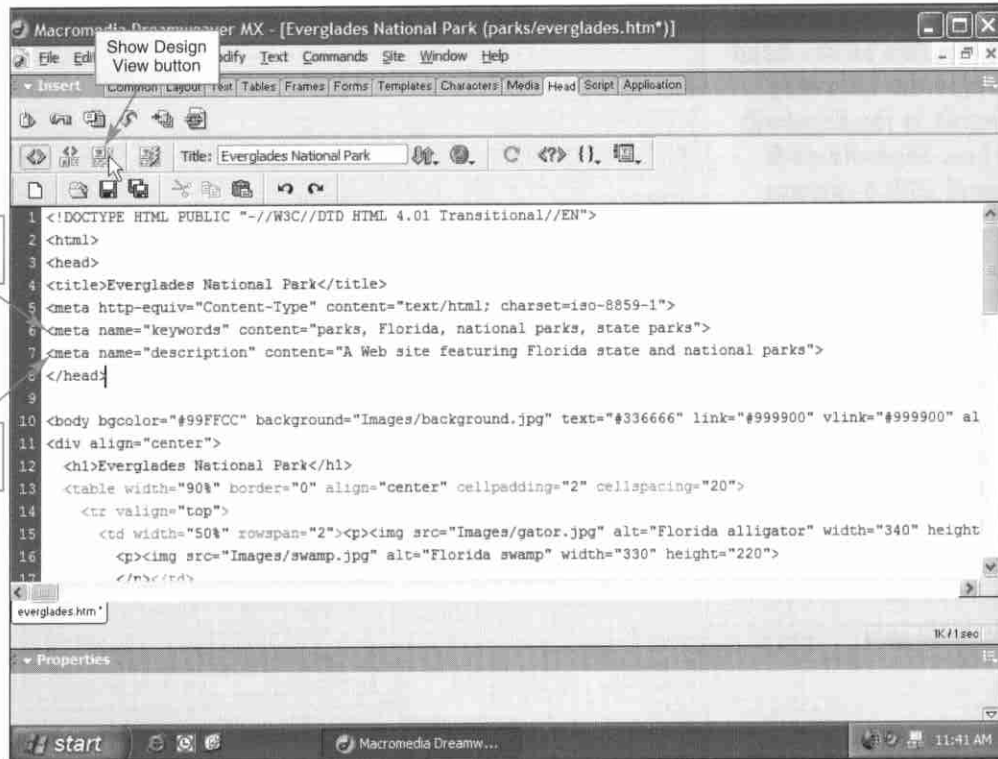 Macromedia Dreamweaver MX - [Everglades National Park (parks/everglades.htm*)]
Show Design
View button
File Edit Modify Text Commands Site Window Help
Insert Common Layout Text Tables Frames Forms Templates Characters Media Head Script Application
Title: Everglades National Park
1 <!DOCTYPE HTML PUBLIC "-//W3C//DTD HTML 4.01 Transitional//EN">
2 <html>
3 <head>
4 <title>Everglades National Park</title>
5 <meta http-equiv="Content-Type" content="text/html; charset=iso-8859-1">
6 <meta name="keywords" content="parks, Florida, national parks, state parks">
7 <meta name="description" content="A Web site featuring Florida state and national parks">
8 </head>
9
10 <body bgcolor="#99FFCC" background="Images/background.jpg" text="#336666" link="#999900" vlink="#999900" al
11 <div align="center">
12 <h1>Everglades National Park</h1>
13 <table width="90%" border="0" align="center" cellpadding="2" cellspacing="20">
14 <tr valign="top">
15 <td width="50%" rowspan="2"><p><img src="Images/gator.jpg" alt="Florida alligator" width="340" height
16 <p><img src="Images/swamp.jpg" alt="Florida swamp" width="330" height="220">
17 </p></td>
everglades.htm*
1K / 1 sec
Properties
start Macromedia Dreamw... 11:41 AM